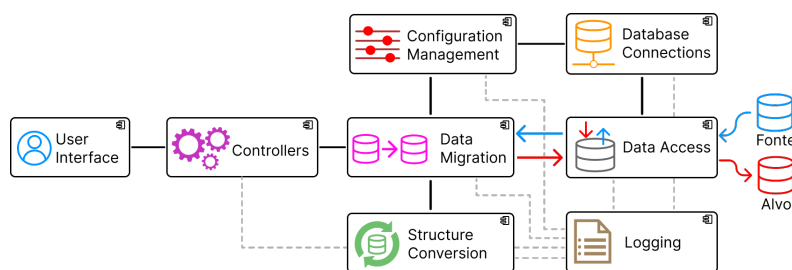 Configuration
Management
Database
Connections
User
Interface
Controllers
Data
Migration
Data Access
Fonte
Alvo
Structure
Conversion
Logging